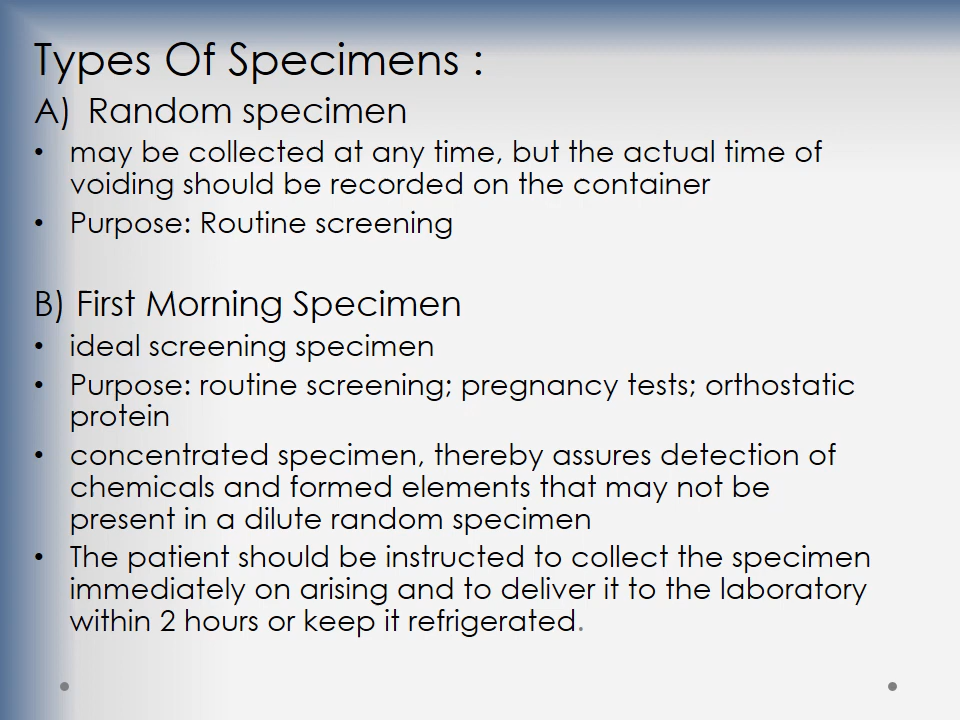 Types Of Specimens :
A) Random specimen
• may be collected at any time, but the actual time of
voiding should be recorded on the container
• Purpose: Routine screening
B) First Morning Specimen
• ideal screening specimen
• Purpose: routine screening; pregnancy tests; orthostatic
protein
• concentrated specimen, thereby assures detection of
chemicals and formed elements that may not be
present in a dilute random specimen
• The patient should be instructed to collect the specimen
immediately on arising and to deliver it to the laboratory
within 2 hours or keep it refrigerated.